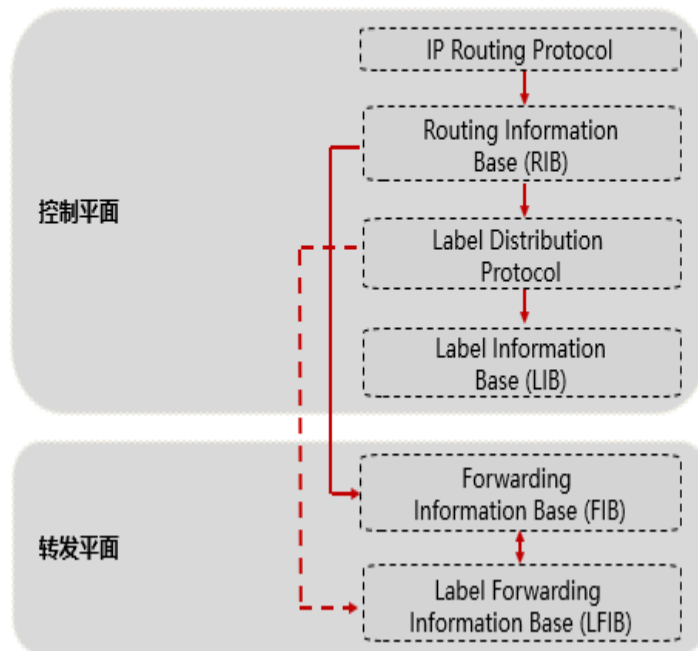 IP Routing Protocol
Routing Information
Base (RIB)
控制平面
Label Distribution
Protocol
Label Information
Base (LIB)
Forwarding
Information Base (FIB)
转发平面
Label Forwarding
Information Base (LFIB)